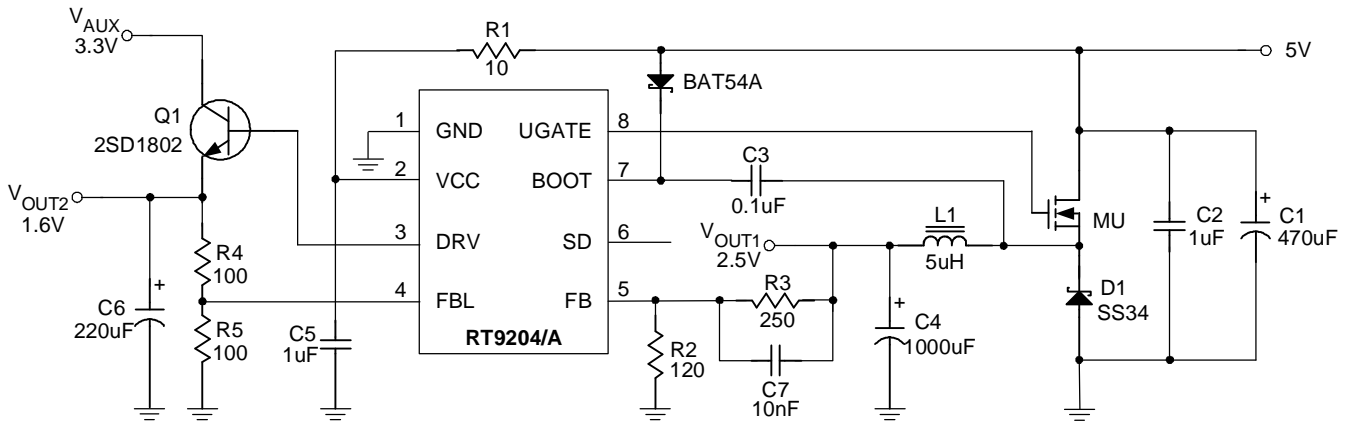 VAUX
3.3V
Q1
2SD1802
VOUT2
1.6V
R4
100
R5
100
C6
220uF
+
C5
1uF
R1
10
1
GND
2
VCC
3
DRV
4
FBL
UGATE
8
BOOT
7
SD
6
FB
5
RT9204/A
BAT54A
C3
0.1uF
VOUT1
2.5V
L1
5uH
R3
250
R2
120
C7
10nF
+
C4
1000uF
MU
D1
SS34
C2
1uF
+
C1
470uF
5V